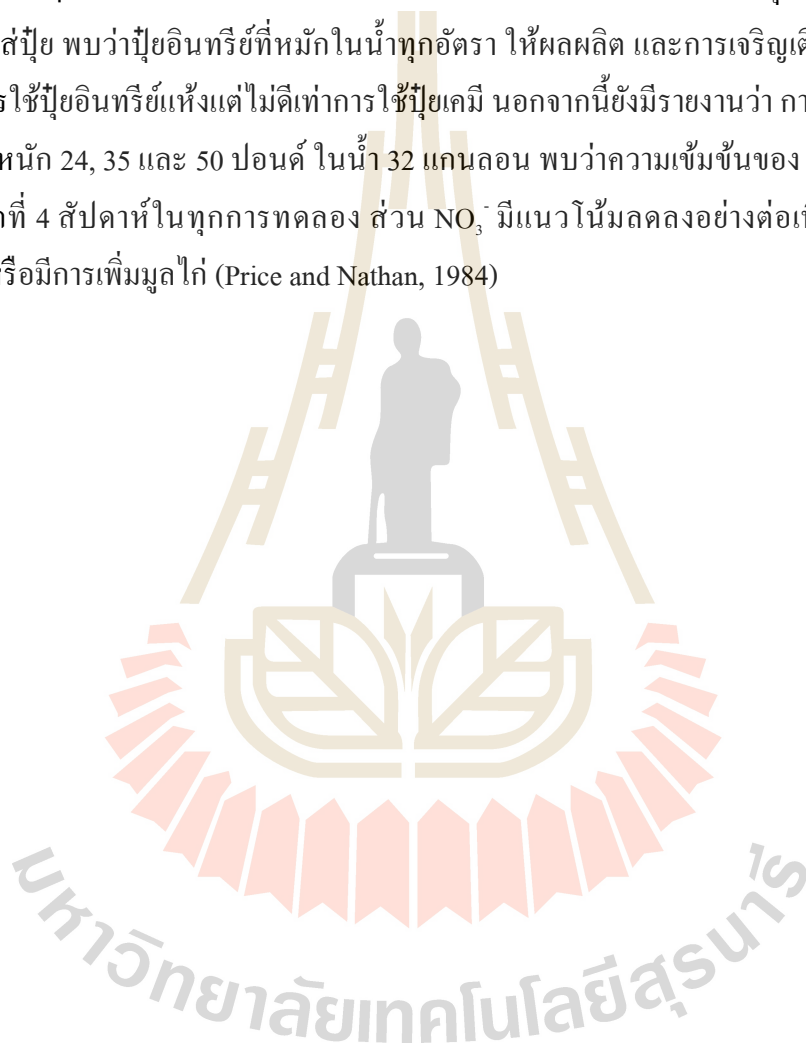 ส่ปุ๋ย พบว่าปุ๋ยอินทรีย์ที่หมักในน้ำทุกอัตรา ให้ผลผลิต และการเจริญเติ
รใช้ปุ๋ยอินทรีย์แห้งแต่ไม่ดีเท่าการใช้ปุ๋ยเคมี นอกจากนี้ยังมีรายงานว่า กา
หนัก 24, 35 และ 50 ปอนด์ ในน้ำ 32 แกนลอน พบว่าความเข้มข้นของ
ที่ 4 สัปดาห์ในทุกการทดลอง ส่วน NO₃⁻ มีแนวโน้มลดลงอย่างต่อเนื
รือมีการเพิ่มมูลไก่ (Price and Nathan, 1984)
มหาวิทยาลัยเทคโนโลยีสุรนารี